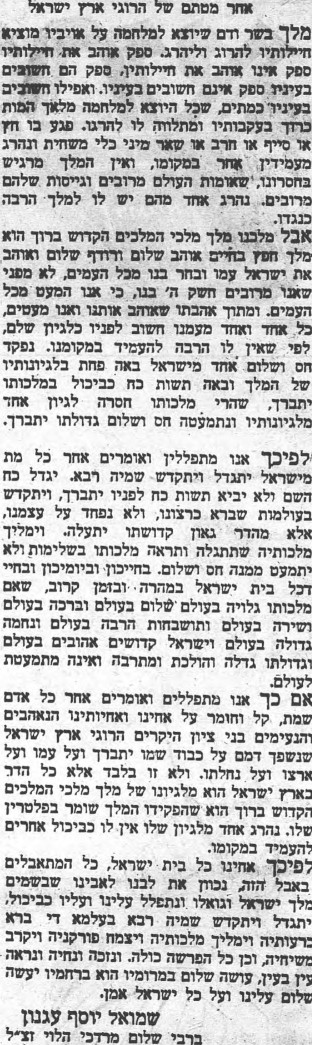 אחר מטתם של הרוגי ארץ ישראל
מלך בשר ודם שיוצא למלחמה על אויביו מוציא
חיילותיו להרוג וליהרג. ספק אוהב את חיילותיו
ספק אינו אוהב את חיילותיו, ספק הם חשובים
בעיניו ספק אינם חשובים בעיניו. ואפילו חשובים
בעיניו כמתים, שכל היוצא למלחמה מלאך המות
כרוך בעקבותיו ומתלווה לו להרגו. פגע בו חץ
או סייף או חרב או שאר מיני כלי משחית ונהרג
מעמידין אחר במקומו, ואין המלך מרגיש
בחסרונו, שאומות העולם מרובים וגייסות שלהם
מרובים. נהרג אחד מהם יש לו למלך הרבה
כנגדו.
אבל מלכנו מלך מלכי המלכים הקדוש ברוך הוא
מלך חפץ בחיים אוהב שלום ורודף שלום ואוהב
את ישראל עמו ובחר בנו מכל העמים, לא מפני
שאנו מרובים חשק ה' בנו, כי אנו המעט מכל
העמים. ומתוך אהבתו שאוהב אותנו ואנו מעטים,
כל אחד ואחד מעמנו חשוב לפניו כלגיון שלם,
לפי שאין לו הרבה להעמיד במקומנו. נפקד
חס ושלום אחד מישראל באה פחת בלגיונותיו
של המלך ובאה תשות כח כביכול במלכותו
יתברך, שהרי מלכותו חסרה לגיון אחד
מלגיונותיו ונתמעטה חס ושלום גדולתו יתברך.
לפיכך אנו מתפללין ואומרים אחר כל מת
מישראל יתגדל ויתקדש שמיה רבא. יגדל כח
השם ולא יביא תשות כח לפניו יתברך, ויתקדש
בעולמות שברא כרצונו, ולא נפחד על עצמנו,
אלא מהדר גאון קדושתו יתעלה. וימליך
מלכותיה שתתגלה ותראה מלכותו בשלימות ולא
יתמעט ממנה חס ושלום. בחייכון וביומיכון ובחיי
דכל בית ישראל במהרה ובזמן קרוב, שאם
מלכותו גלויה בעולם שלום בעולם וברכה בעולם
ושירה בעולם ותושבחות הרבה בעולם ונחמה
גדולה בעולם וישראל קדושים אהובים בעולם
וגדולתו גדלה והולכת ומתרבה ואינה מתמעטת
לעולם.
אם כך אנו מתפללים ואומרים אחר כל אדם
שמת, קל וחומר על אחינו ואחיותינו הנאהבים
והנעימים בני ציון היקרים הרוגי ארץ ישראל
שנשפך דמם על כבוד שמו יתברך ועל עמו ועל
ארצו ועל נחלתו. ולא זו בלבד אלא כל הדר
בארץ ישראל הוא מלגיונו של מלך מלכי המלכים
הקדוש ברוך הוא שהפקידו המלך שומר בפלטרין
שלו. נהרג אחד מלגיון שלו אין לו כביכול אחרים
להעמיד במקומו.
לפיכך אחינו כל בית ישראל, כל המתאבלים
באבל הזה, נכוון את לבנו לאבינו שבשמים
מלך ישראל וגואלו ונתפלל עלינו ועליו כביכול.
יתגדל ויתקדש שמיה רבא בעלמא די ברא
כרעותיה וימליך מלכותיה ויצמח פורקניה ויקרב
משיחיה, וכן כל הפרשה כולה. ונזכה ונחיה ונראה
עין בעין, עושה שלום במרומיו הוא ברחמיו יעשה
שלום עלינו ועל כל ישראל אמן.
שמואל יוסף עגנון
ברבי שלום מרדכי הלוי זצ״ל